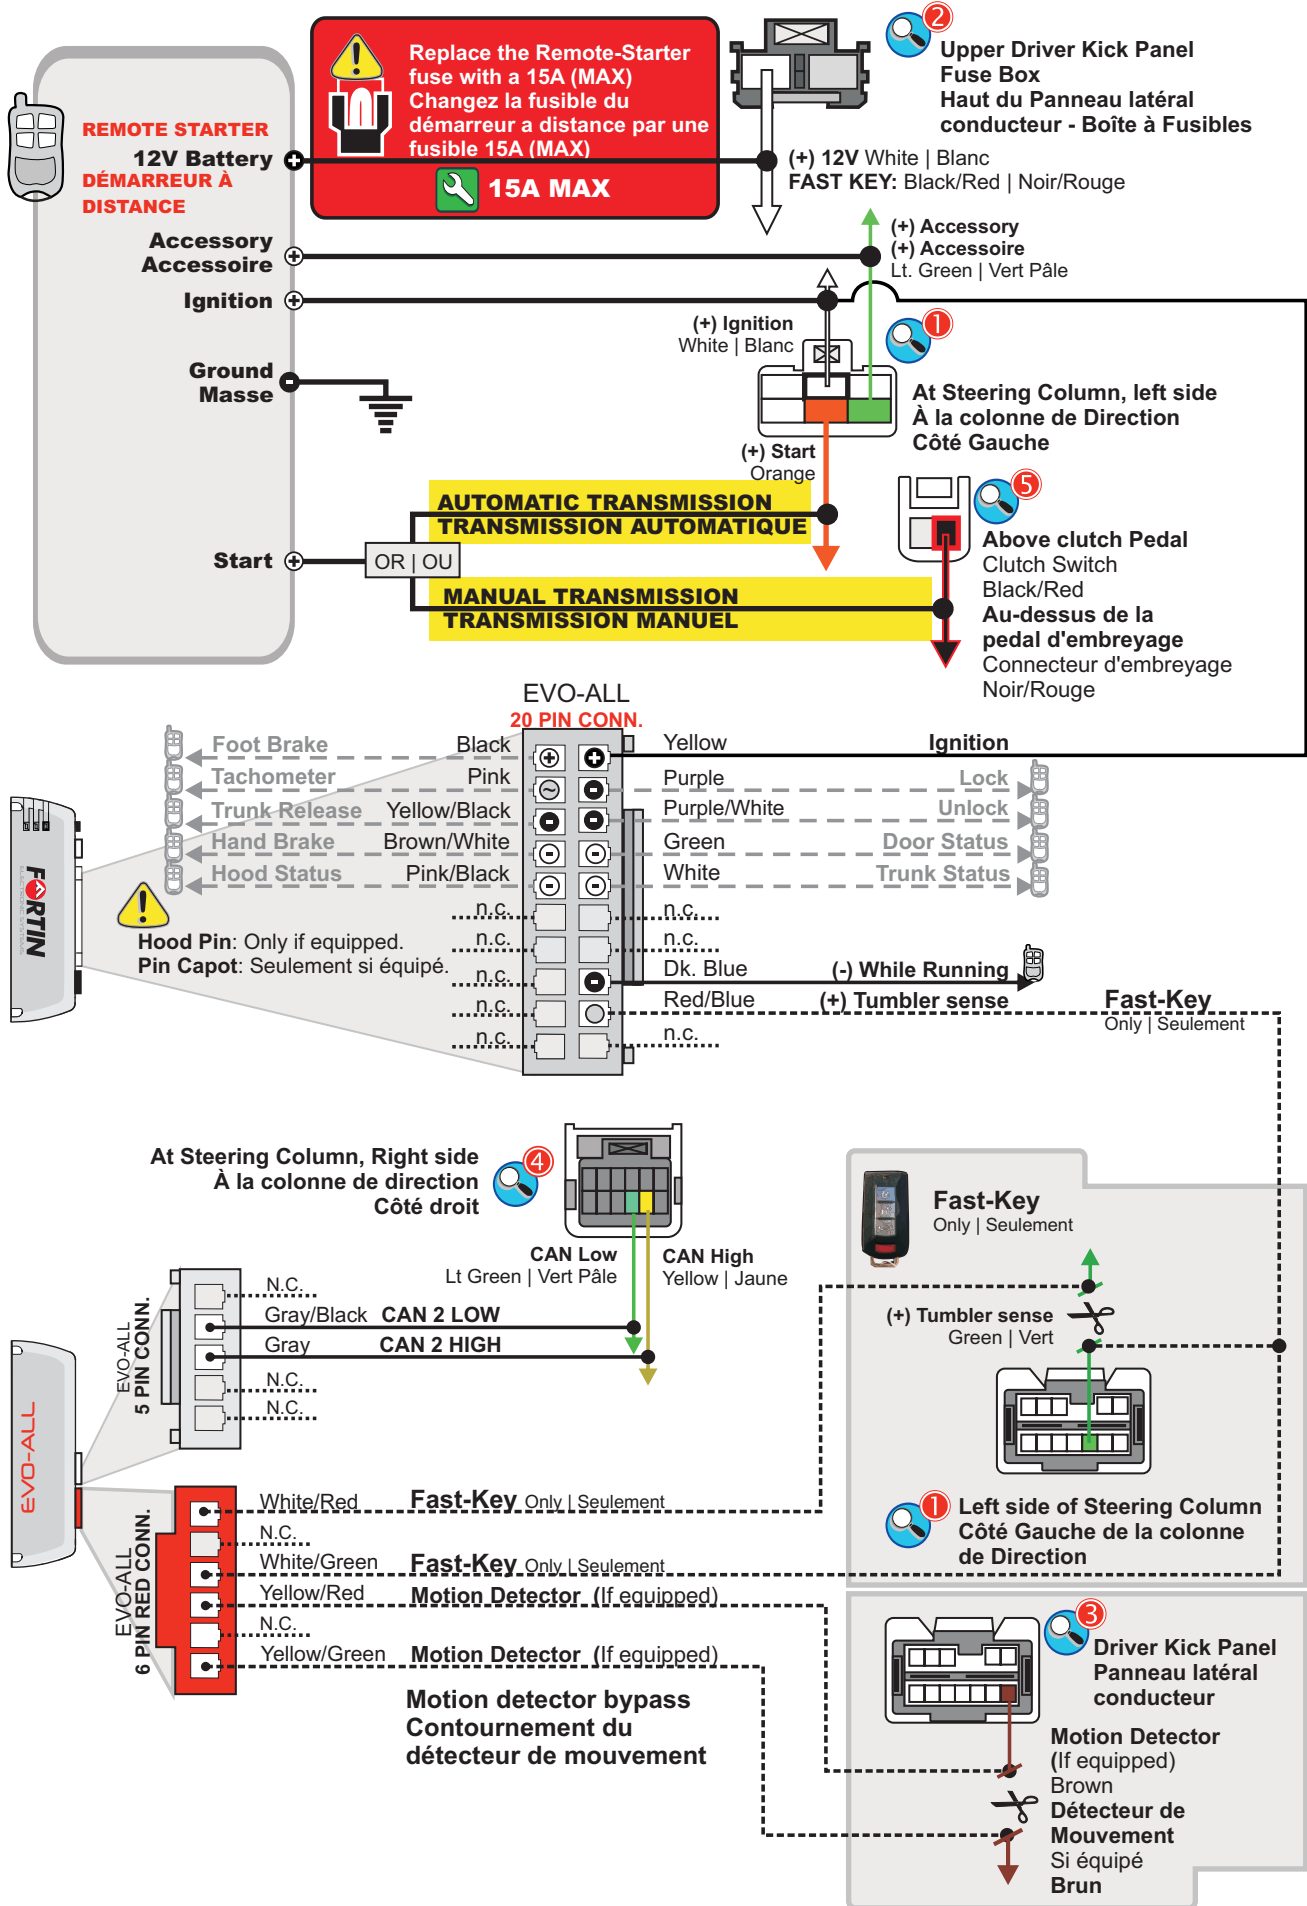 Replace the Remote-Starter
fuse with a 15A (MAX)
Changez la fusible du
démarreur a distance par une
fusible 15A (MAX)
15A MAX
2
Upper Driver Kick Panel
Fuse Box
Haut du Panneau latéral
conducteur - Boîte à Fusibles
REMOTE STARTER
12V Battery
DÉMARREUR À
DISTANCE
(+) 12V White | Blanc
FAST KEY: Black/Red | Noir/Rouge
Accessory
Accessoire
(+) Accessory
(+) Accessoire
Lt. Green | Vert Pâle
Ignition
(+) Ignition
White | Blanc
1
At Steering Column, left side
À la colonne de Direction
Côté Gauche
Ground
Masse
(+) Start
Orange
AUTOMATIC TRANSMISSION
TRANSMISSION AUTOMATIQUE
Start
OR | OU
MANUAL TRANSMISSION
TRANSMISSION MANUEL
5
Above clutch Pedal
Clutch Switch
Black/Red
Au-dessus de la
pedal d'embreyage
Connecteur d'embreyage
Noir/Rouge
EVO-ALL
20 PIN CONN.
Foot Brake Black Yellow Ignition
Tachometer Pink Purple Lock
Trunk Release Yellow/Black Purple/White Unlock
Hand Brake Brown/White Green Door Status
Hood Status Pink/Black White Trunk Status
n.c. n.c.
n.c. n.c.
n.c. Dk. Blue (-) While Running
n.c. Red/Blue (+) Tumbler sense
n.c. n.c.
Fast-Key
Only | Seulement
Hood Pin: Only if equipped.
Pin Capot: Seulement si équipé.
FORTIN
ELECTRONIC SYSTEMS
At Steering Column, Right side
À la colonne de direction
Côté droit
4
CAN Low
Lt Green | Vert Pâle
CAN High
Yellow | Jaune
Fast-Key
Only | Seulement
(+) Tumbler sense
Green | Vert
1
Left side of Steering Column
Côté Gauche de la colonne
de Direction
EVO-ALL
EVO-ALL
5 PIN CONN.
N.C.
Gray/Black CAN 2 LOW
Gray CAN 2 HIGH
N.C.
N.C.
EVO-ALL
6 PIN RED CONN.
White/Red Fast-Key Only | Seulement
N.C.
White/Green Fast-Key Only | Seulement
Yellow/Red Motion Detector (If equipped)
N.C.
Yellow/Green Motion Detector (If equipped)
Motion detector bypass
Contournement du
détecteur de mouvement
3
Driver Kick Panel
Panneau latéral
conducteur
Motion Detector
(If equipped)
Brown
Détecteur de
Mouvement
Si équipé
Brun